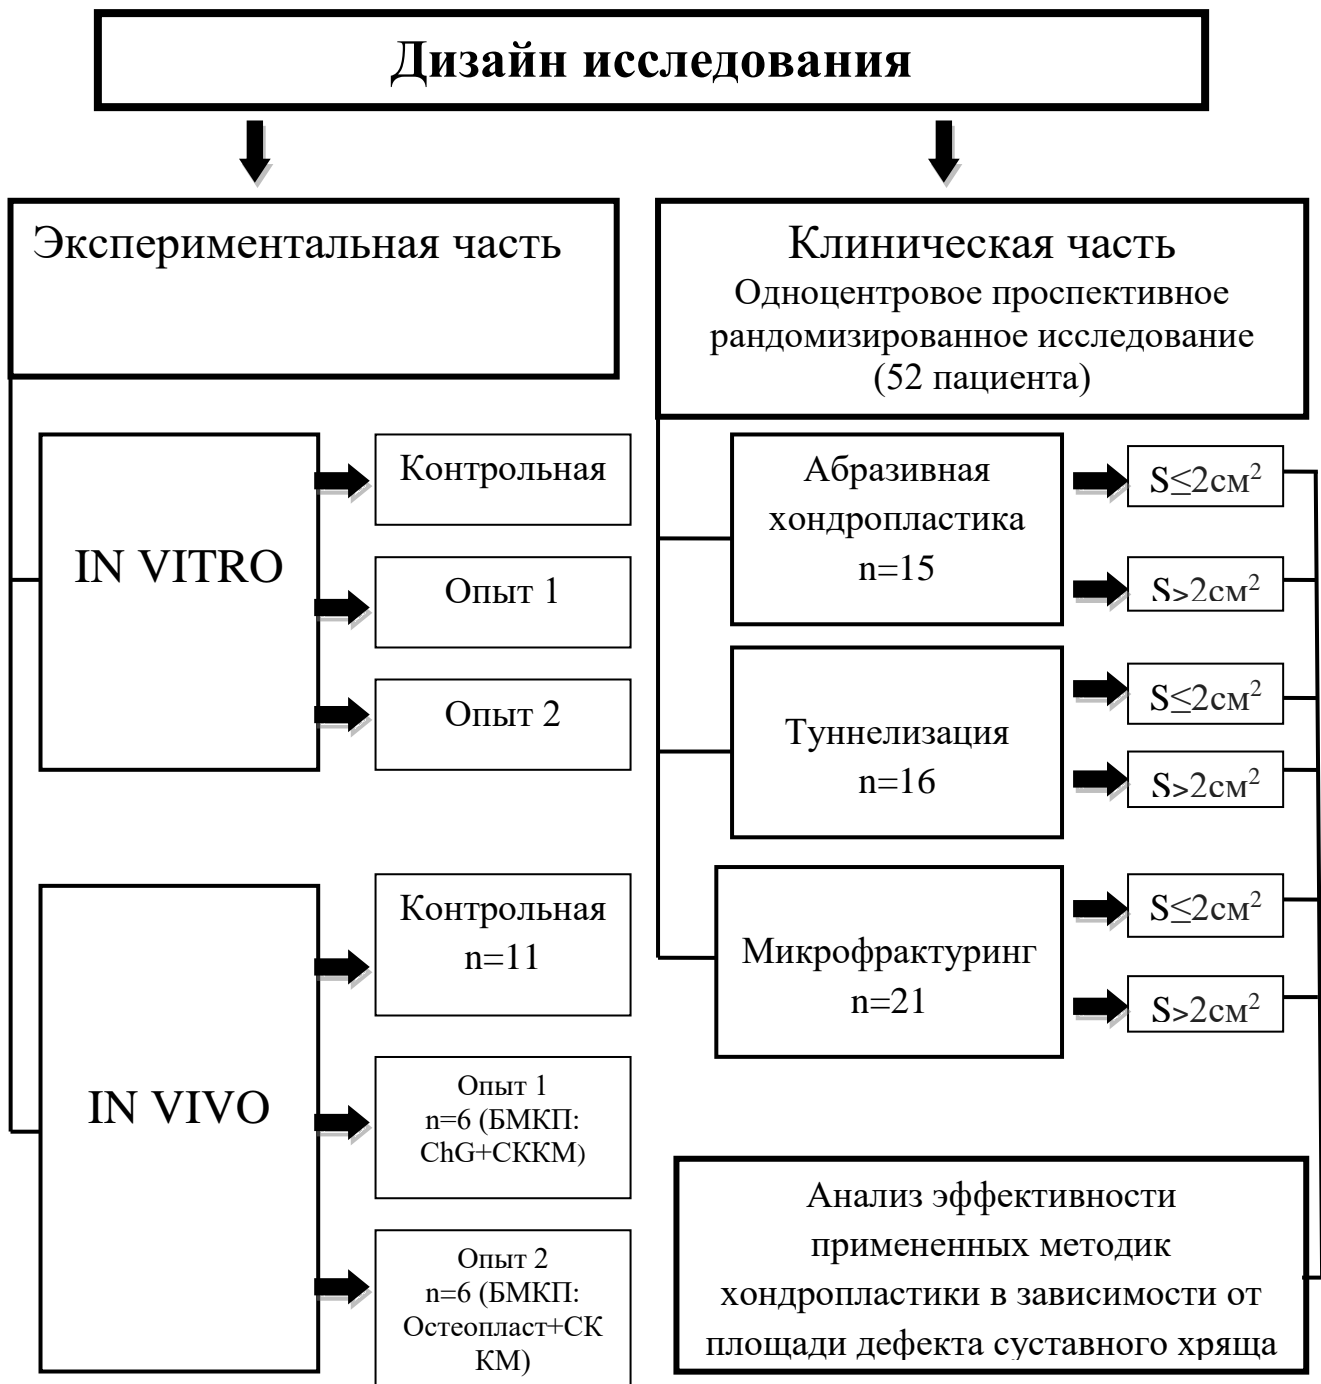 Дизайн исследования
Экспериментальная часть
IN VITRO
Контрольная
Опыт 1
Опыт 2
IN VIVO
Контрольная
n=11
Опыт 1
n=6 (БМКП:
ChG+СККМ)
Опыт 2
n=6 (БМКП:
Остеопласт+СК
КМ)
Клиническая часть
Одноцентровое проспективное
рандомизированное исследование
(52 пациента)
Абразивная
хондропластика
n=15
S≤2см²
S>2см²
Туннелизация
n=16
S≤2см²
S>2см²
Микрофрактуринг
n=21
S≤2см²
S>2см²
Анализ эффективности
примененных методик
хондропластики в зависимости от
площади дефекта суставного хряща